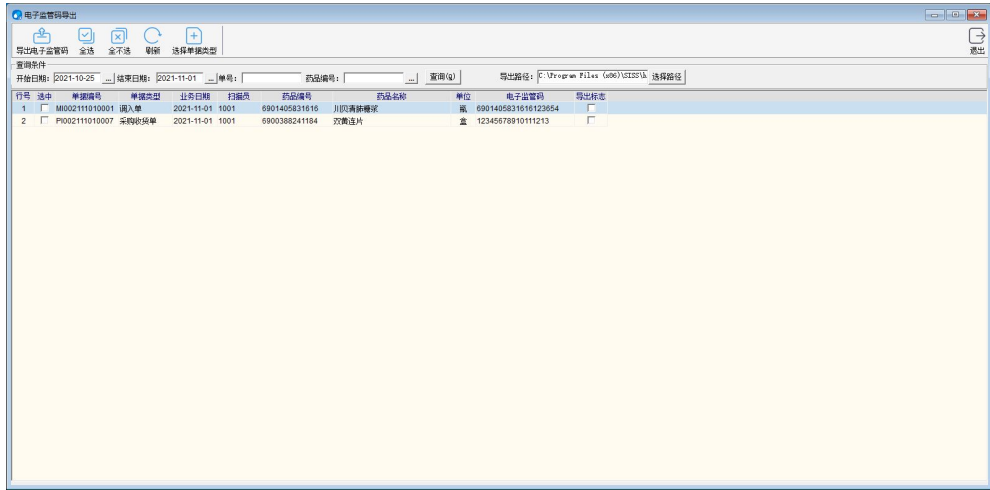 电子监管码导出
导出电子监管码 全选 全不选 刷新 选择单据类型 退出
查询条件
开始日期: 2021-10-25 ... 结束日期: 2021-11-01 ... 单号: 药品编号: ... 查询(Q) 导出路径: C:\Program Files (x86)\SISS\h 选择路径
行号 选中 单据编号 单据类型 业务日期 扫描员 药品编号 药品名称 单位 电子监管码 导出标志
1 MI002111010001 调入单 2021-11-01 1001 6901405831616 川贝清肺糖浆 瓶 6901405831616123654
2 PI002111010007 采购收货单 2021-11-01 1001 6900388241184 双黄连片 盒 12345678910111213